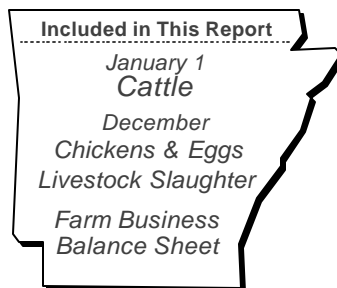 Included in This Report
January 1
Cattle
December
Chickens & Eggs
Livestock Slaughter
Farm Business
Balance Sheet